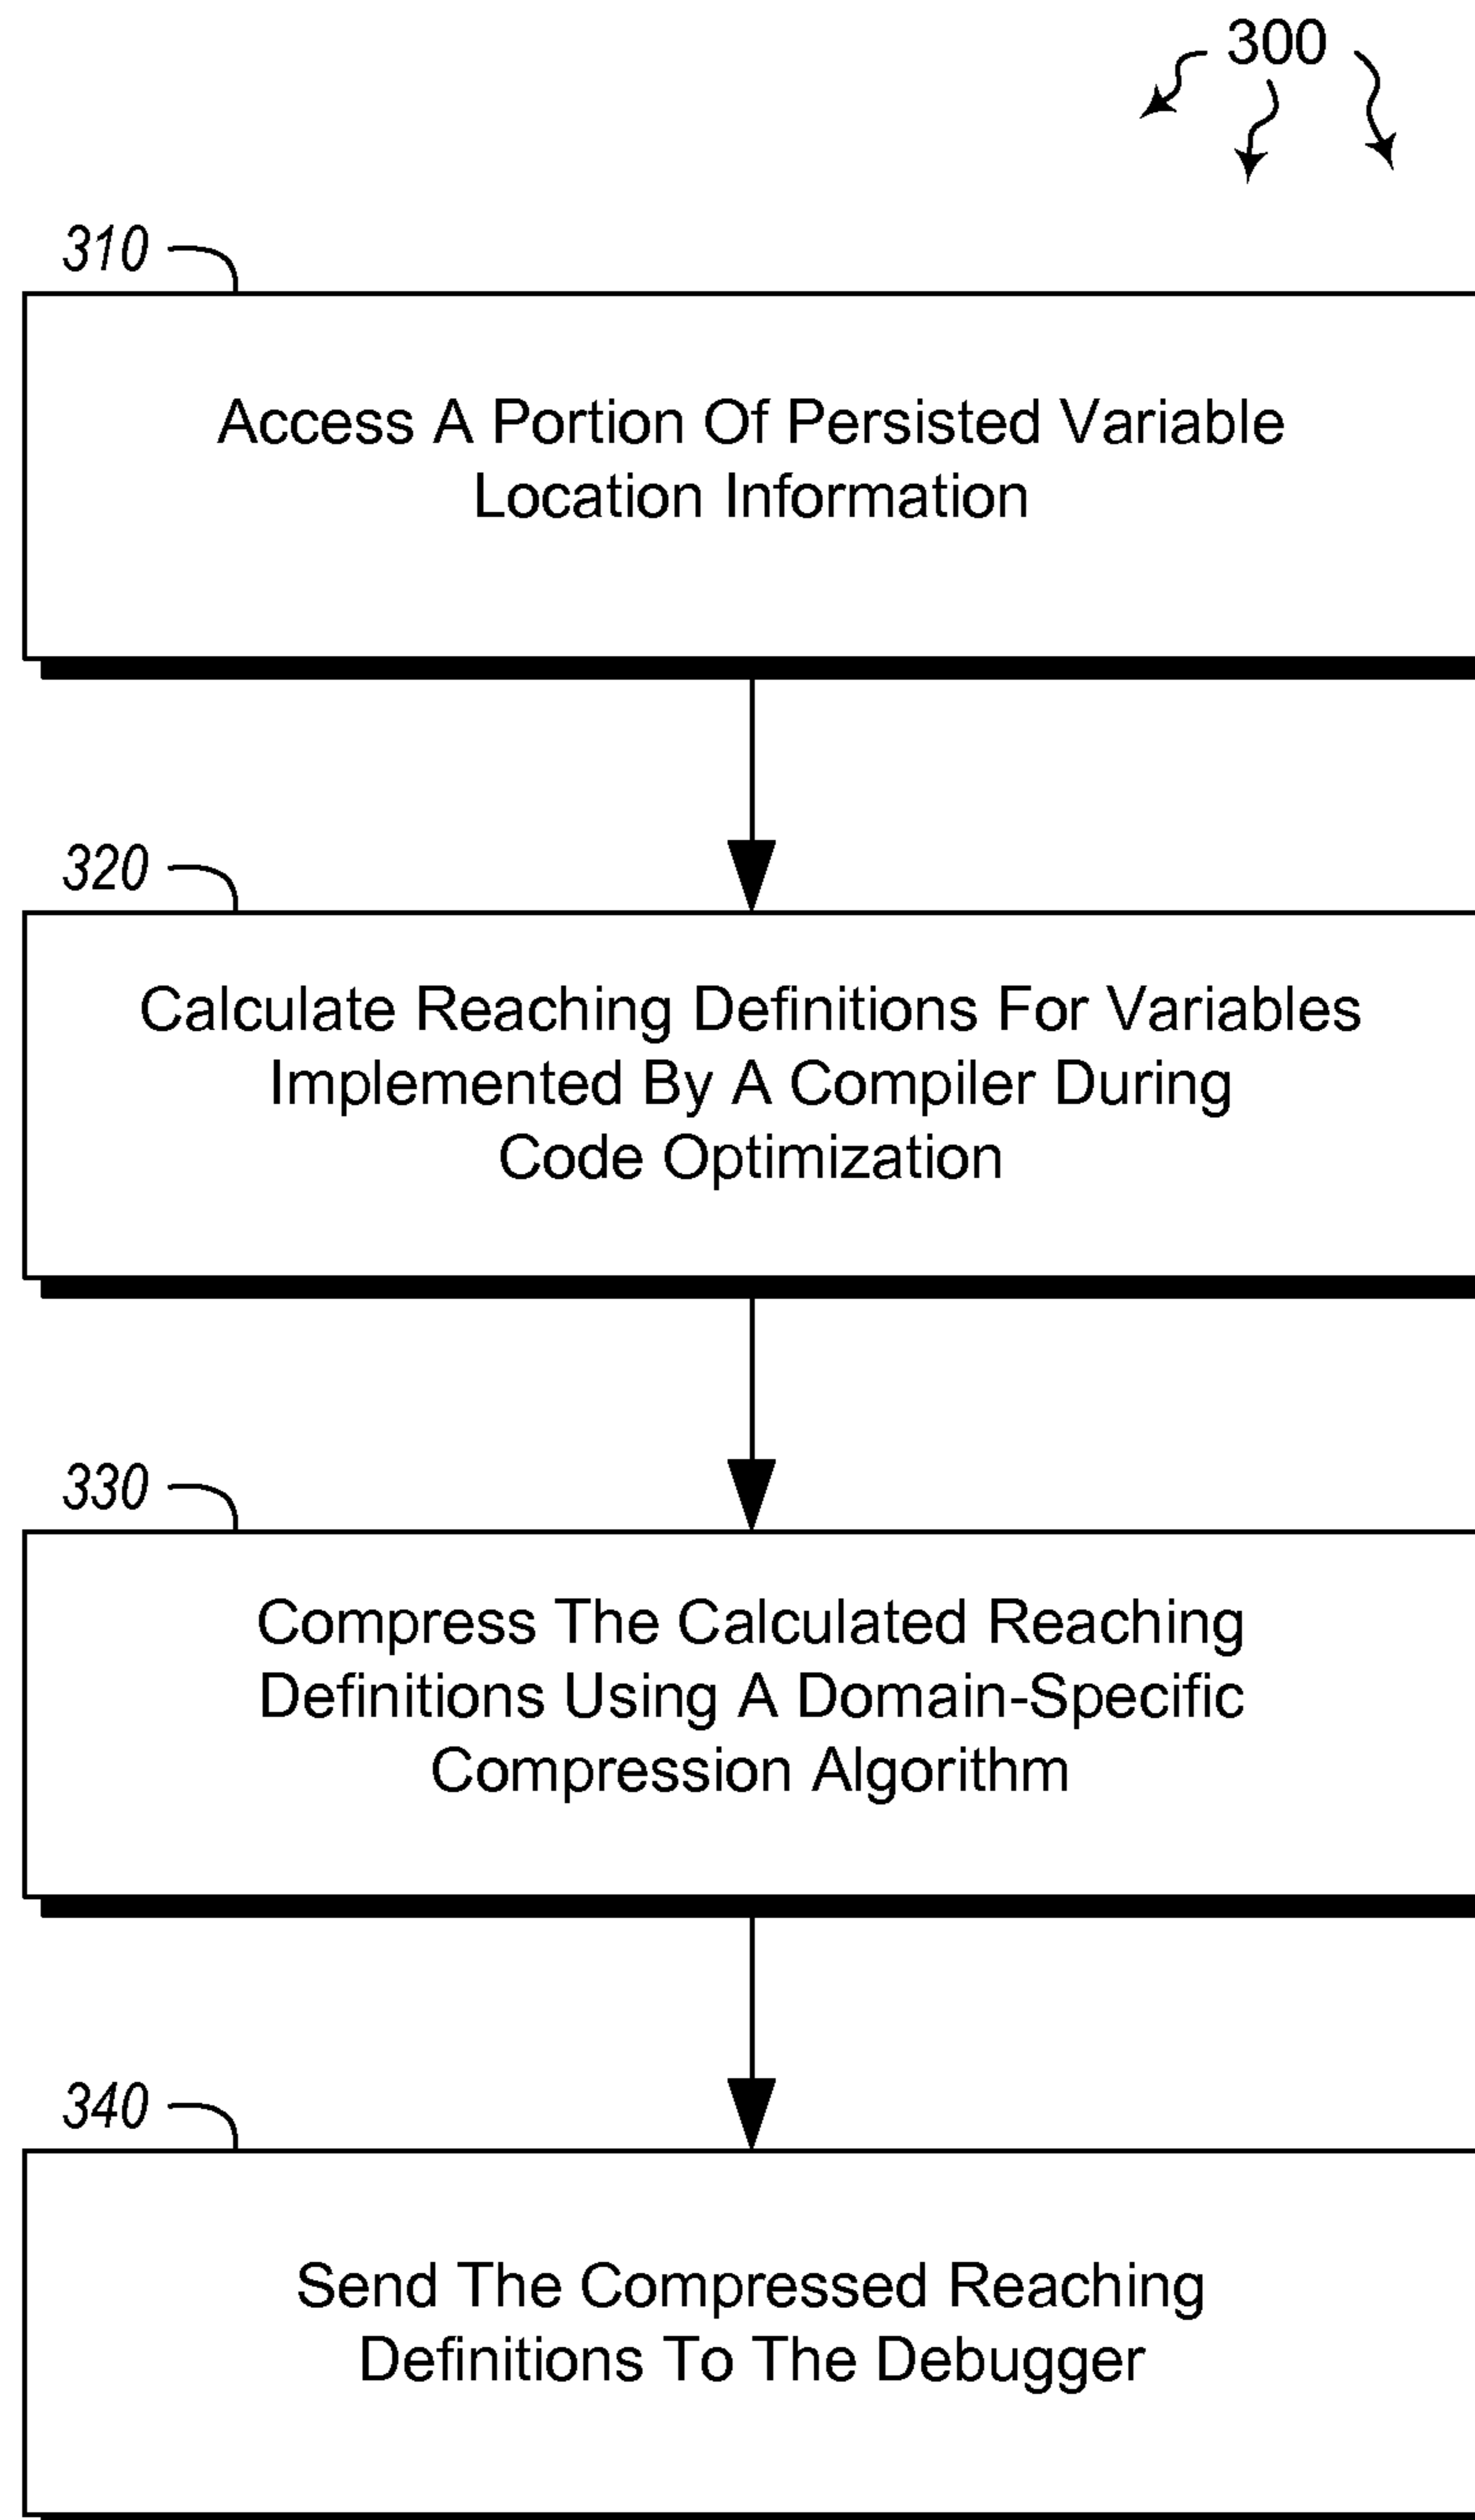 300
310
Access A Portion Of Persisted Variable
Location Information
320
Calculate Reaching Definitions For Variables
Implemented By A Compiler During
Code Optimization
330
Compress The Calculated Reaching
Definitions Using A Domain-Specific
Compression Algorithm
340
Send The Compressed Reaching
Definitions To The Debugger